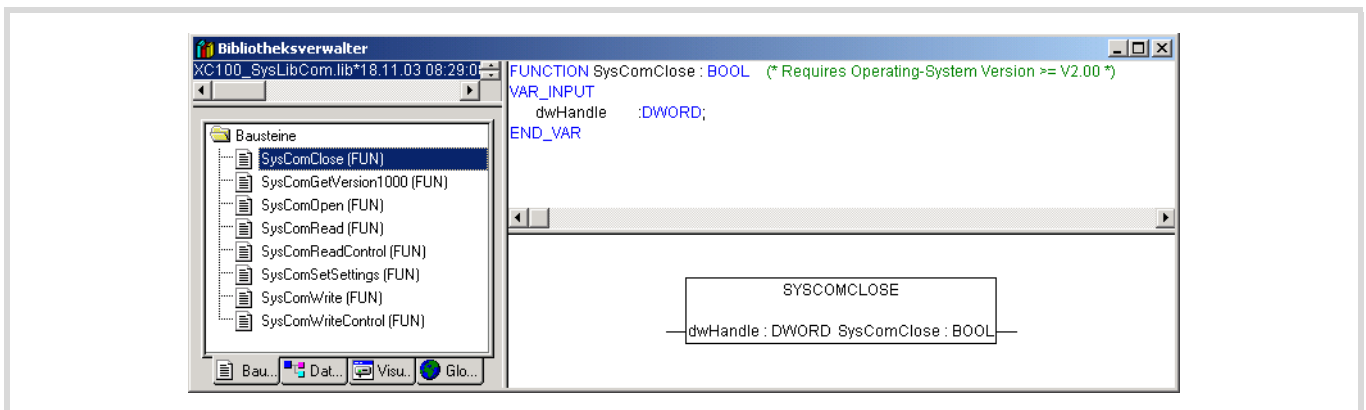 Bibliotheksverwalter
XC100_SysLibCom.lib*18.11.03 08:29:0
Bausteine
SysComClose (FUN)
SysComGetVersion1000 (FUN)
SysComOpen (FUN)
SysComRead (FUN)
SysComReadControl (FUN)
SysComSetSettings (FUN)
SysComWrite (FUN)
SysComWriteControl (FUN)
Bau... Dat... Visu.. Glo...
FUNCTION SysComClose : BOOL (* Requires Operating-System Version >= V2.00 *)
VAR_INPUT
dwHandle :DWORD;
END_VAR
SYSCOMCLOSE
dwHandle : DWORD SysComClose : BOOL